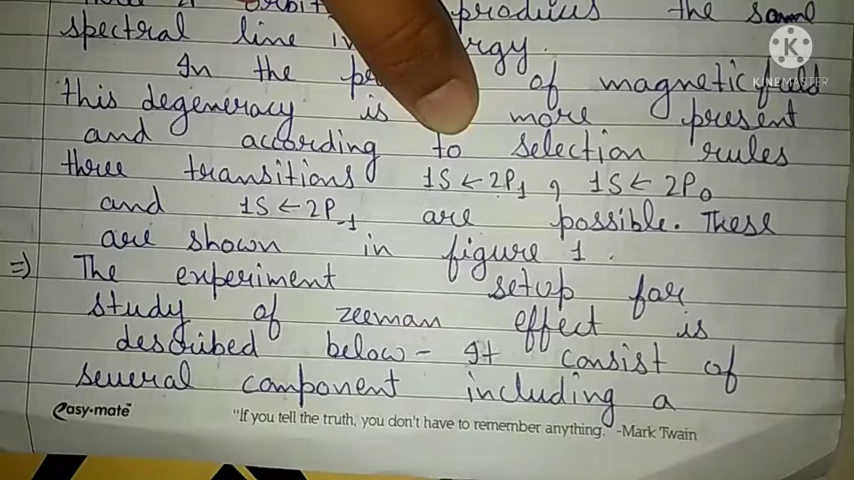 orbit produces the same
spectral line in
In the of magnetic field
this degeneracy is more present
and according to selection rules
three transitions 1S ← 2P1 , 1S ← 2P0
and 1S ← 2P-1 are possible. These
are shown in figure 1.
⇒ The experiment setup for
study of zeeman effect is
described below - It consist of
several component including a
easy•mate™
"If you tell the truth, you don't have to remember anything." -Mark Twain
K
KINEMASTER